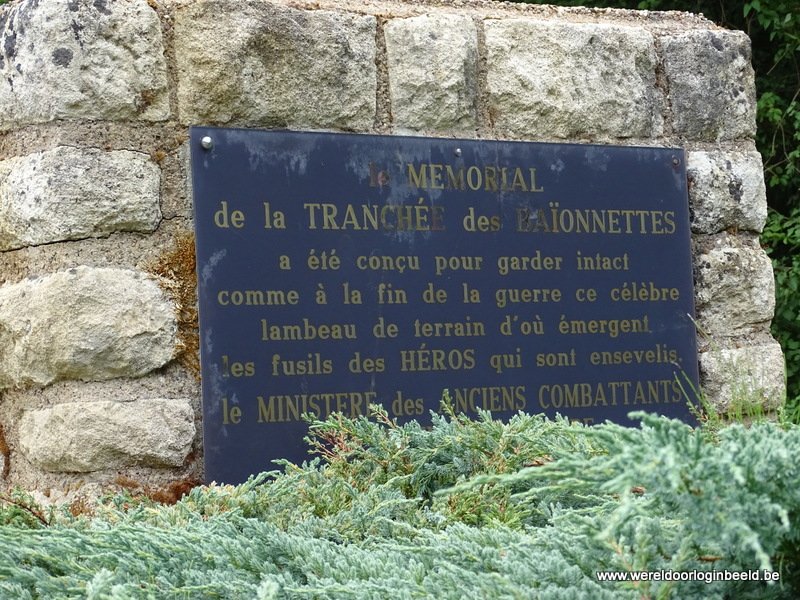 le MEMORIAL
de la TRANCHÉE des BAÏONNETTES
a été conçu pour garder intact
comme à la fin de la guerre ce célèbre
lambeau de terrain d'où émergent
les fusils des HÉROS qui sont ensevelis.
le MINISTERE des ANCIENS COMBATTANTS
www.wereldoorloginbeeld.be